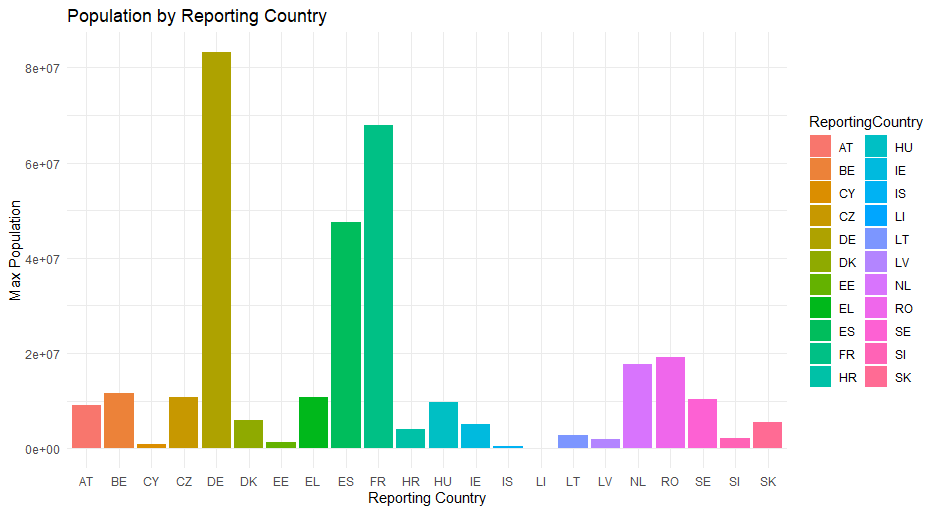 Population by Reporting Country
Max Population
8e+07
6e+07
4e+07
2e+07
0e+00
AT BE CY CZ DE DK EE EL ES FR HR HU IE IS LI LT LV NL RO SE SI SK
Reporting Country
ReportingCountry
AT HU
BE IE
CY IS
CZ LI
DE LT
DK LV
EE NL
EL RO
ES SE
FR SI
HR SK